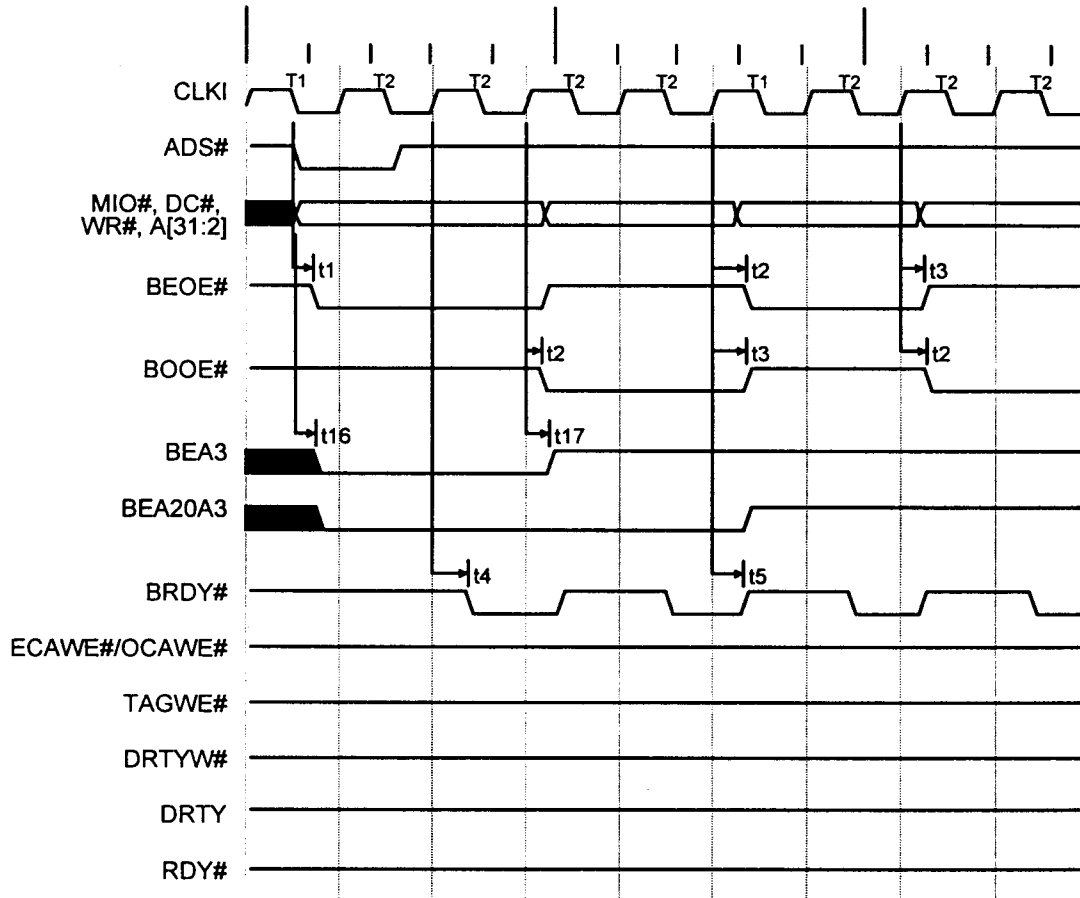 T1 T2 T2 T2 T2 T1 T2 T2 T2
CLKI
ADS#
MIO#, DC#,
WR#, A[31:2]
t1 t2 t3
BEOE#
t2 t3 t2
BOOE#
t16 t17
BEA3
BEA20A3
t4 t5
BRDY#
ECAWE#/OCAWE#
TAGWE#
DRTYW#
DRTY
RDY#